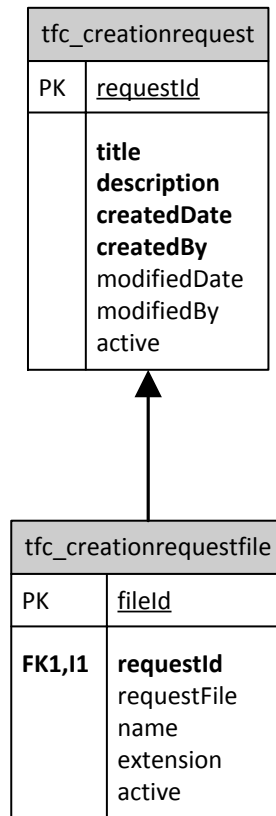 tfc_creationrequest
PK requestId
title
description
createdDate
createdBy
modifiedDate
modifiedBy
active
tfc_creationrequestfile
PK fileId
FK1,I1 requestId
requestFile
name
extension
active